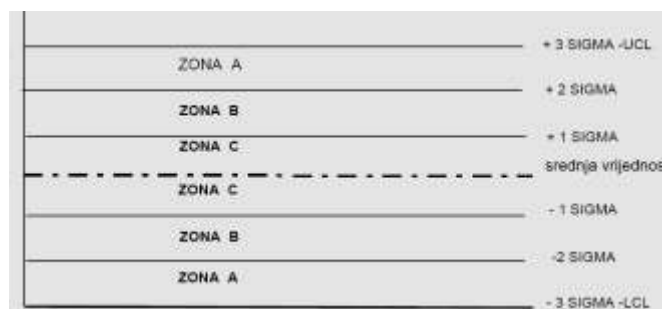 + 3 SIGMA -UCL
ZONA A
+ 2 SIGMA
ZONA B
+ 1 SIGMA
ZONA C
srednja vrijednos
ZONA C
- 1 SIGMA
ZONA B
-2 SIGMA
ZONA A
- 3 SIGMA -LCL